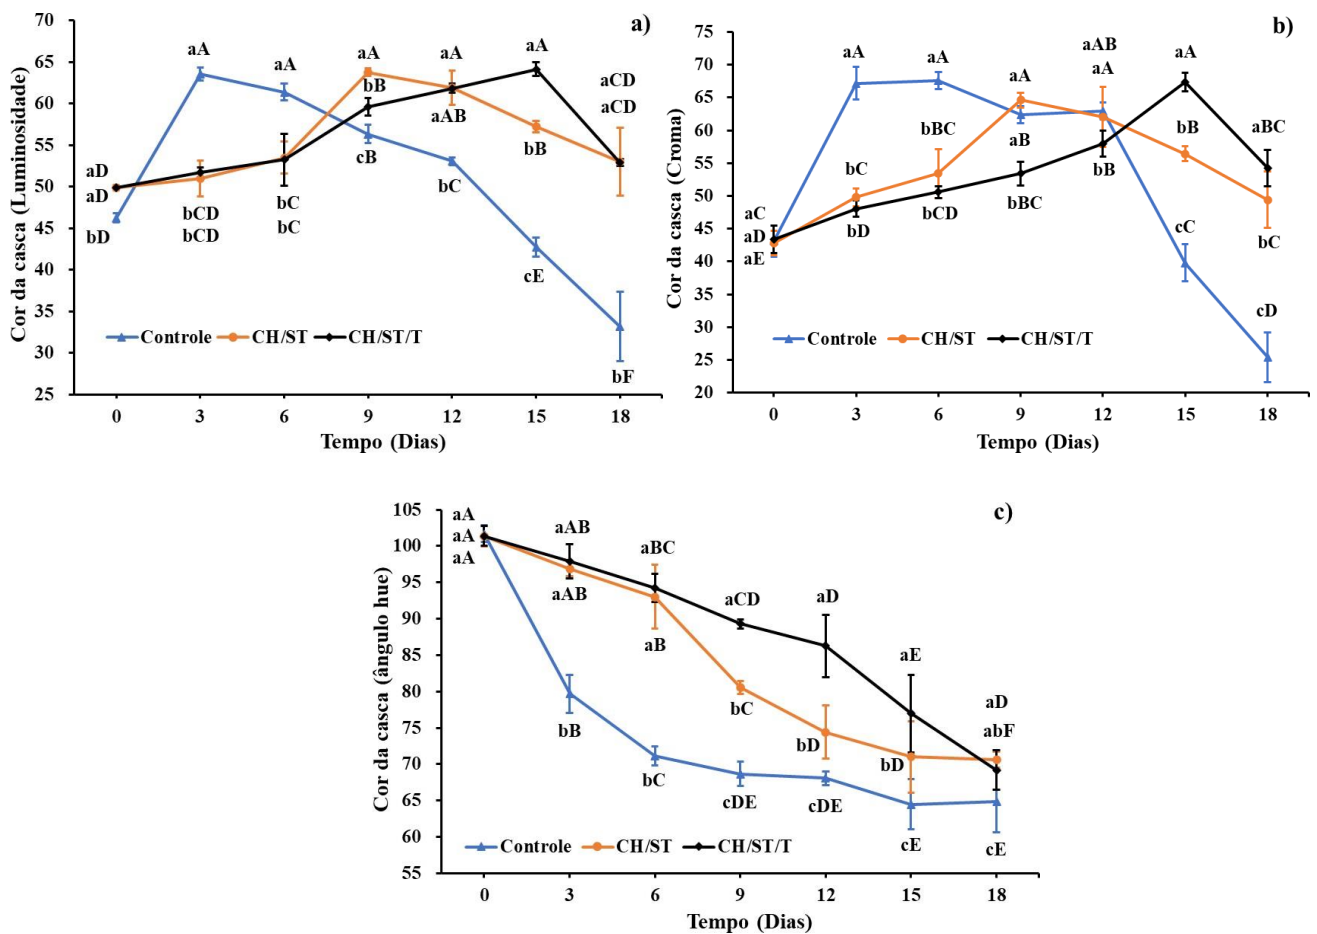 a)
Cor da casca (Luminosidade)
70
65
60
55
50
45
40
35
30
25
aD
aD
bD
aA
bCD
bCD
aA
bC
bC
aA
bB
cB
aA
aAB
bC
aA
bB
cE
aCD
aCD
bF
Controle CH/ST CH/ST/T
0 3 6 9 12 15 18
Tempo (Dias)
b)
Cor da casca (Croma)
75
70
65
60
55
50
45
40
35
30
25
20
aC
aD
aE
aA
bC
bD
aA
bBC
bCD
aA
aB
bBC
aAB
aA
bB
aA
bB
cC
aBC
bC
cD
Controle CH/ST CH/ST/T
0 3 6 9 12 15 18
Tempo (Dias)
c)
Cor da casca (ângulo hue)
105
100
95
90
85
80
75
70
65
60
55
aA
aA
aA
aAB
aAB
bB
aBC
aB
bC
aCD
bC
cDE
aD
bD
cDE
aE
bD
cE
aD
abF
cE
Controle CH/ST CH/ST/T
0 3 6 9 12 15 18
Tempo (Dias)